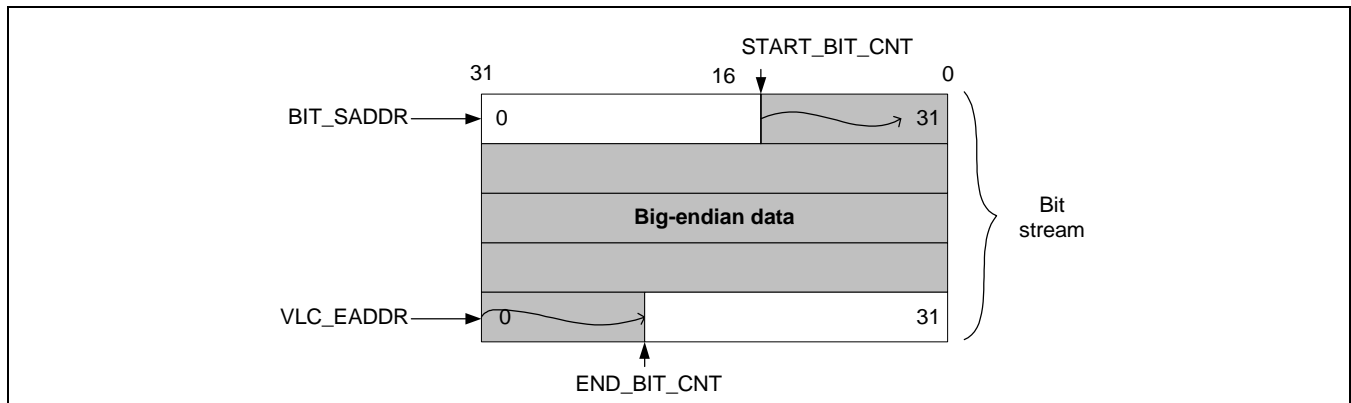 START_BIT_CNT
31 16 0
BIT_SADDR 0 31
Big-endian data
Bit
stream
VLC_EADDR 0 31
END_BIT_CNT